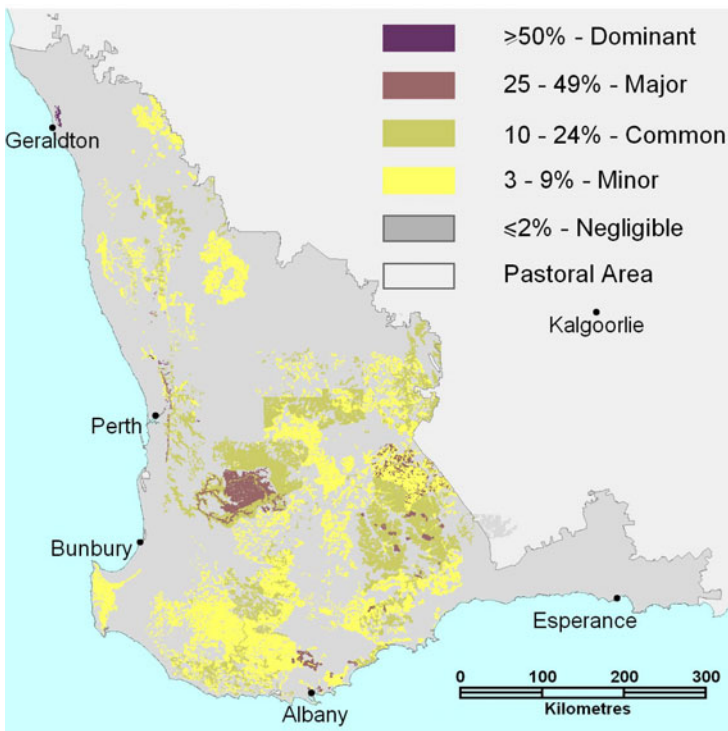 ≥50% - Dominant
25 - 49% - Major
10 - 24% - Common
3 - 9% - Minor
≤2% - Negligible
Pastoral Area
Geraldton
Kalgoorlie
Perth
Bunbury
Esperance
Albany
0 100 200 300
Kilometres